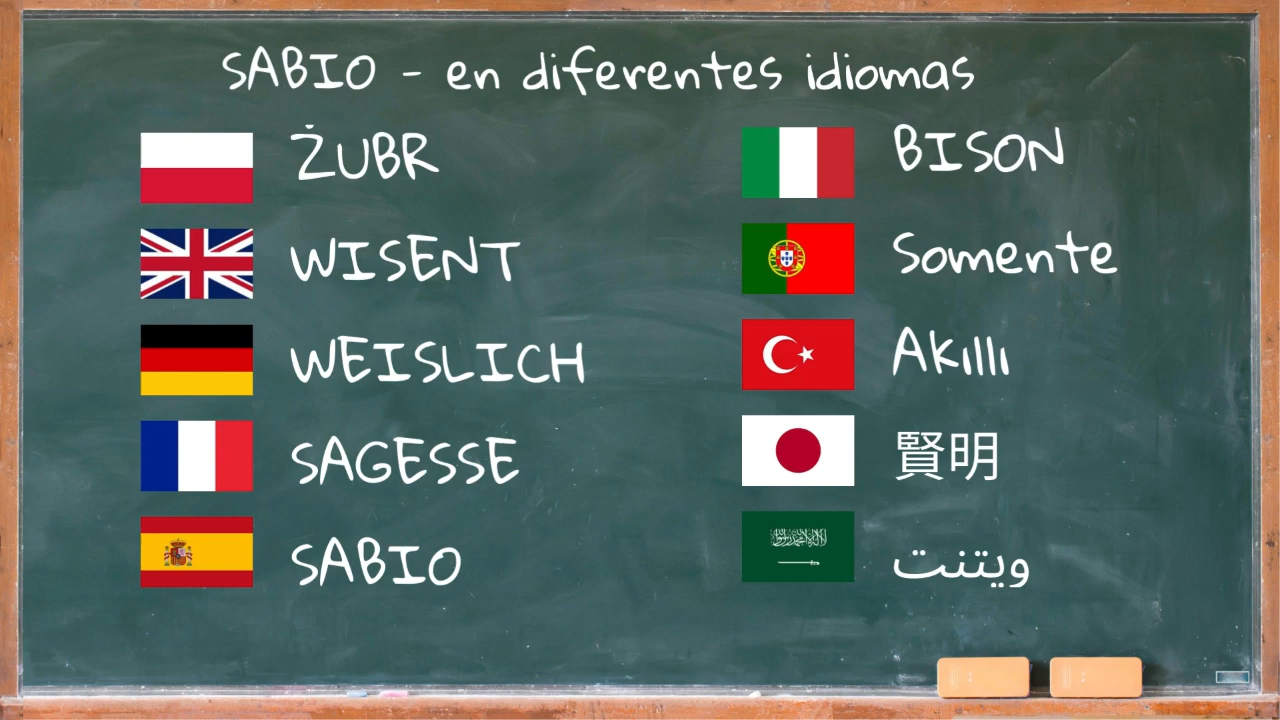 SABIO - en diferentes idiomas
ŻUBR
WISENT
WEISLICH
SAGESSE
SABIO
BISON
Somente
Akıllı
賢明
ويتنت